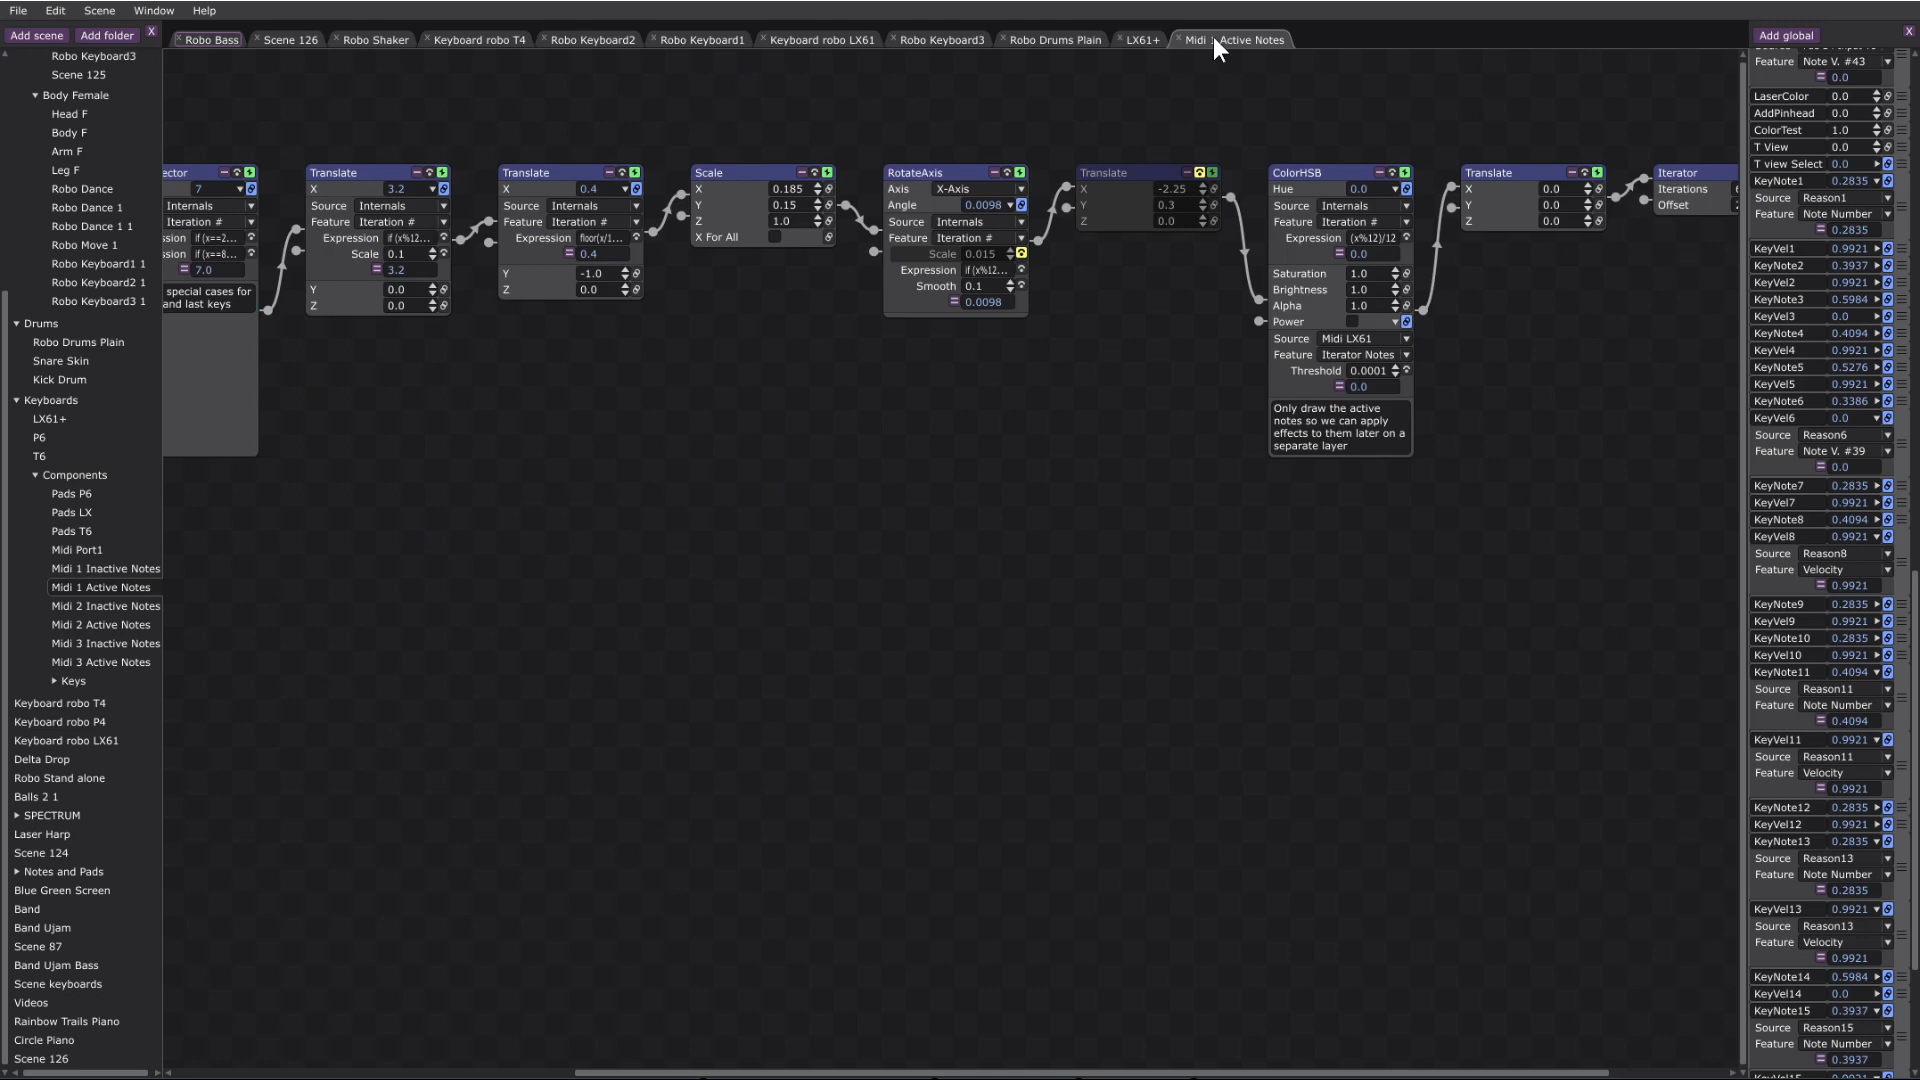 File Edit Scene Window Help
Add scene Add folder X
Robo Bass Scene 126 Robo Shaker Keyboard robo T4 Robo Keyboard2 Robo Keyboard1 Keyboard robo LX61 Robo Keyboard3 Robo Drums Plain LX61+ Midi 1 Active Notes
Add global X
Robo Keyboard3
Scene 125
Body Female
Head F
Body F
Arm F
Leg F
Robo Dance
Robo Dance 1
Robo Dance 1 1
Robo Move 1
Robo Keyboard1 1
Robo Keyboard2 1
Robo Keyboard3 1
Drums
Robo Drums Plain
Snare Skin
Kick Drum
Keyboards
LX61+
P6
T6
Components
Pads P6
Pads LX
Pads T6
Midi Port1
Midi 1 Inactive Notes
Midi 1 Active Notes
Midi 2 Inactive Notes
Midi 2 Active Notes
Midi 3 Inactive Notes
Midi 3 Active Notes
Keys
Keyboard robo T4
Keyboard robo P4
Keyboard robo LX61
Delta Drop
Robo Stand alone
Balls 2 1
SPECTRUM
Laser Harp
Scene 124
Notes and Pads
Blue Green Screen
Band
Band Ujam
Scene 87
Band Ujam Bass
Scene keyboards
Videos
Rainbow Trails Piano
Circle Piano
Scene 126
ector
7
Internals
Iteration #
ssion if (x==2...
ssion if (x==8...
= 7.0
special cases for
and last keys
Translate
X 3.2
Source Internals
Feature Iteration #
Expression if (x%12...
Scale 0.1
= 3.2
Y 0.0
Z 0.0
Translate
X 0.4
Source Internals
Feature Iteration #
Expression floor(x/1...
= 0.4
Y -1.0
Z 0.0
Scale
X 0.185
Y 0.15
Z 1.0
X For All
RotateAxis
Axis X-Axis
Angle 0.0098
Source Internals
Feature Iteration #
Scale 0.015
Expression if (x%12...
Smooth 0.1
= 0.0098
Translate
X -2.25
Y 0.3
Z 0.0
ColorHSB
Hue 0.0
Source Internals
Feature Iteration #
Expression (x%12)/12
= 0.0
Saturation 1.0
Brightness 1.0
Alpha 1.0
Power
Source Midi LX61
Feature Iterator Notes
Threshold 0.0001
= 0.0
Only draw the active
notes so we can apply
effects to them later on a
separate layer
Translate
X 0.0
Y 0.0
Z 0.0
Iterator
Iterations
Offset
Feature Note V. #43
= 0.0
LaserColor 0.0
AddPinhead 0.0
ColorTest 1.0
T View 0.0
T view Select 0.0
KeyNote1 0.2835
Source Reason1
Feature Note Number
= 0.2835
KeyVel1 0.9921
KeyNote2 0.3937
KeyVel2 0.9921
KeyNote3 0.5984
KeyVel3 0.0
KeyNote4 0.4094
KeyVel4 0.9921
KeyNote5 0.5276
KeyVel5 0.9921
KeyNote6 0.3386
KeyVel6 0.0
Source Reason6
Feature Note V. #39
= 0.0
KeyNote7 0.2835
KeyVel7 0.9921
KeyNote8 0.4094
KeyVel8 0.9921
Source Reason8
Feature Velocity
= 0.9921
KeyNote9 0.2835
KeyVel9 0.9921
KeyNote10 0.2835
KeyVel10 0.9921
KeyNote11 0.4094
Source Reason11
Feature Note Number
= 0.4094
KeyVel11 0.9921
Source Reason11
Feature Velocity
= 0.9921
KeyNote12 0.2835
KeyVel12 0.9921
KeyNote13 0.2835
Source Reason13
Feature Note Number
= 0.2835
KeyVel13 0.9921
Source Reason13
Feature Velocity
= 0.9921
KeyNote14 0.5984
KeyVel14 0.0
KeyNote15 0.3937
Source Reason15
Feature Note Number
= 0.3937
KeyVel15 0.9921